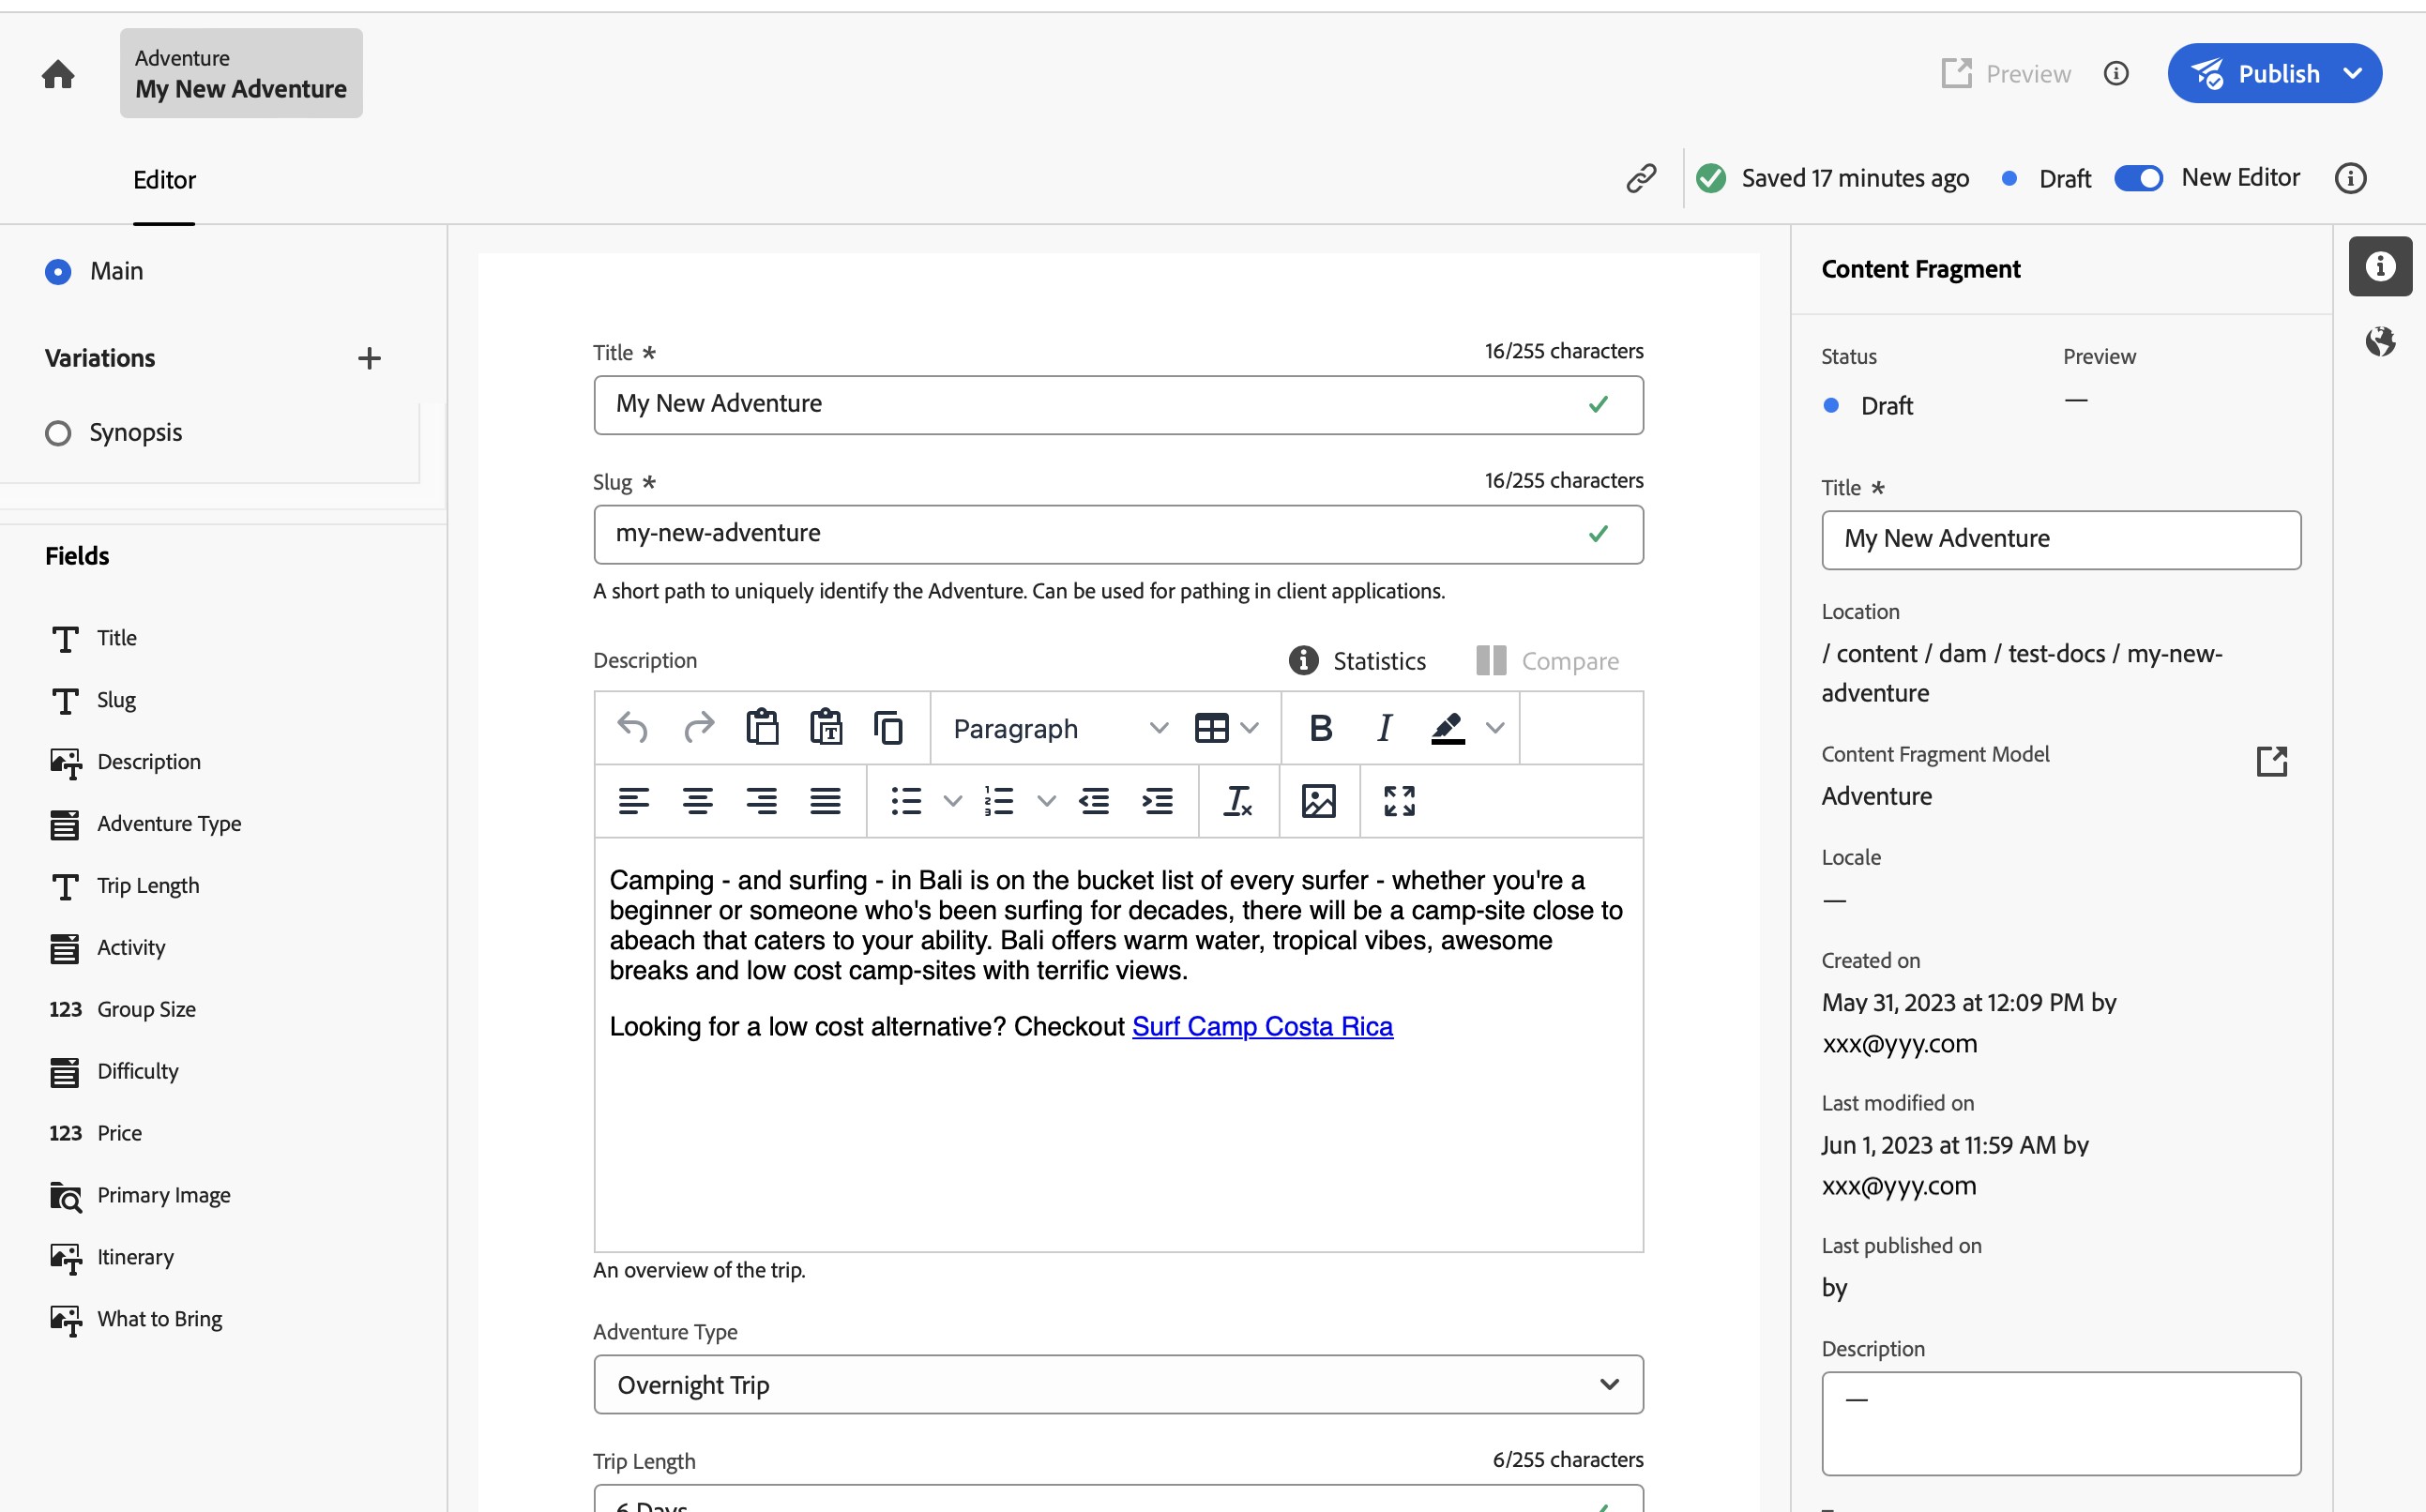 Adventure
My New Adventure
Preview
Publish
Editor
Saved 17 minutes ago
Draft
New Editor
Main
Variations
Synopsis
Fields
Title
Slug
Description
Adventure Type
Trip Length
Activity
123 Group Size
Difficulty
123 Price
Primary Image
Itinerary
What to Bring
Title *
16/255 characters
My New Adventure
Slug *
16/255 characters
my-new-adventure
A short path to uniquely identify the Adventure. Can be used for pathing in client applications.
Description
Statistics
Compare
Paragraph
B I
Camping - and surfing - in Bali is on the bucket list of every surfer - whether you're a
beginner or someone who's been surfing for decades, there will be a camp-site close to
abeach that caters to your ability. Bali offers warm water, tropical vibes, awesome
breaks and low cost camp-sites with terrific views.
Looking for a low cost alternative? Checkout Surf Camp Costa Rica
An overview of the trip.
Adventure Type
Overnight Trip
Trip Length
6/255 characters
6 Days
Content Fragment
Status
Preview
Draft
—
Title *
My New Adventure
Location
/ content / dam / test-docs / my-new-
adventure
Content Fragment Model
Adventure
Locale
—
Created on
May 31, 2023 at 12:09 PM by
xxx@yyy.com
Last modified on
Jun 1, 2023 at 11:59 AM by
xxx@yyy.com
Last published on
by
Description
—